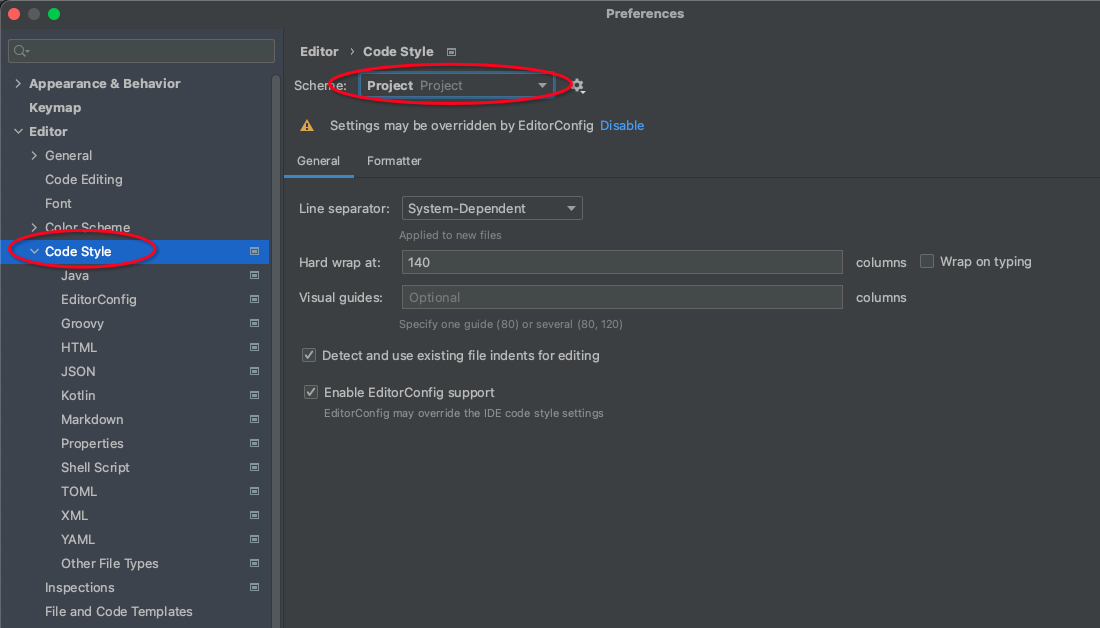 Preferences
Appearance & Behavior
Keymap
Editor
General
Code Editing
Font
Color Scheme
Code Style
Java
EditorConfig
Groovy
HTML
JSON
Kotlin
Markdown
Properties
Shell Script
TOML
XML
YAML
Other File Types
Inspections
File and Code Templates
Editor › Code Style
Scheme: Project Project
Settings may be overridden by EditorConfig Disable
General Formatter
Line separator: System-Dependent
Applied to new files
Hard wrap at: 140 columns Wrap on typing
Visual guides: Optional columns
Specify one guide (80) or several (80, 120)
Detect and use existing file indents for editing
Enable EditorConfig support
EditorConfig may override the IDE code style settings